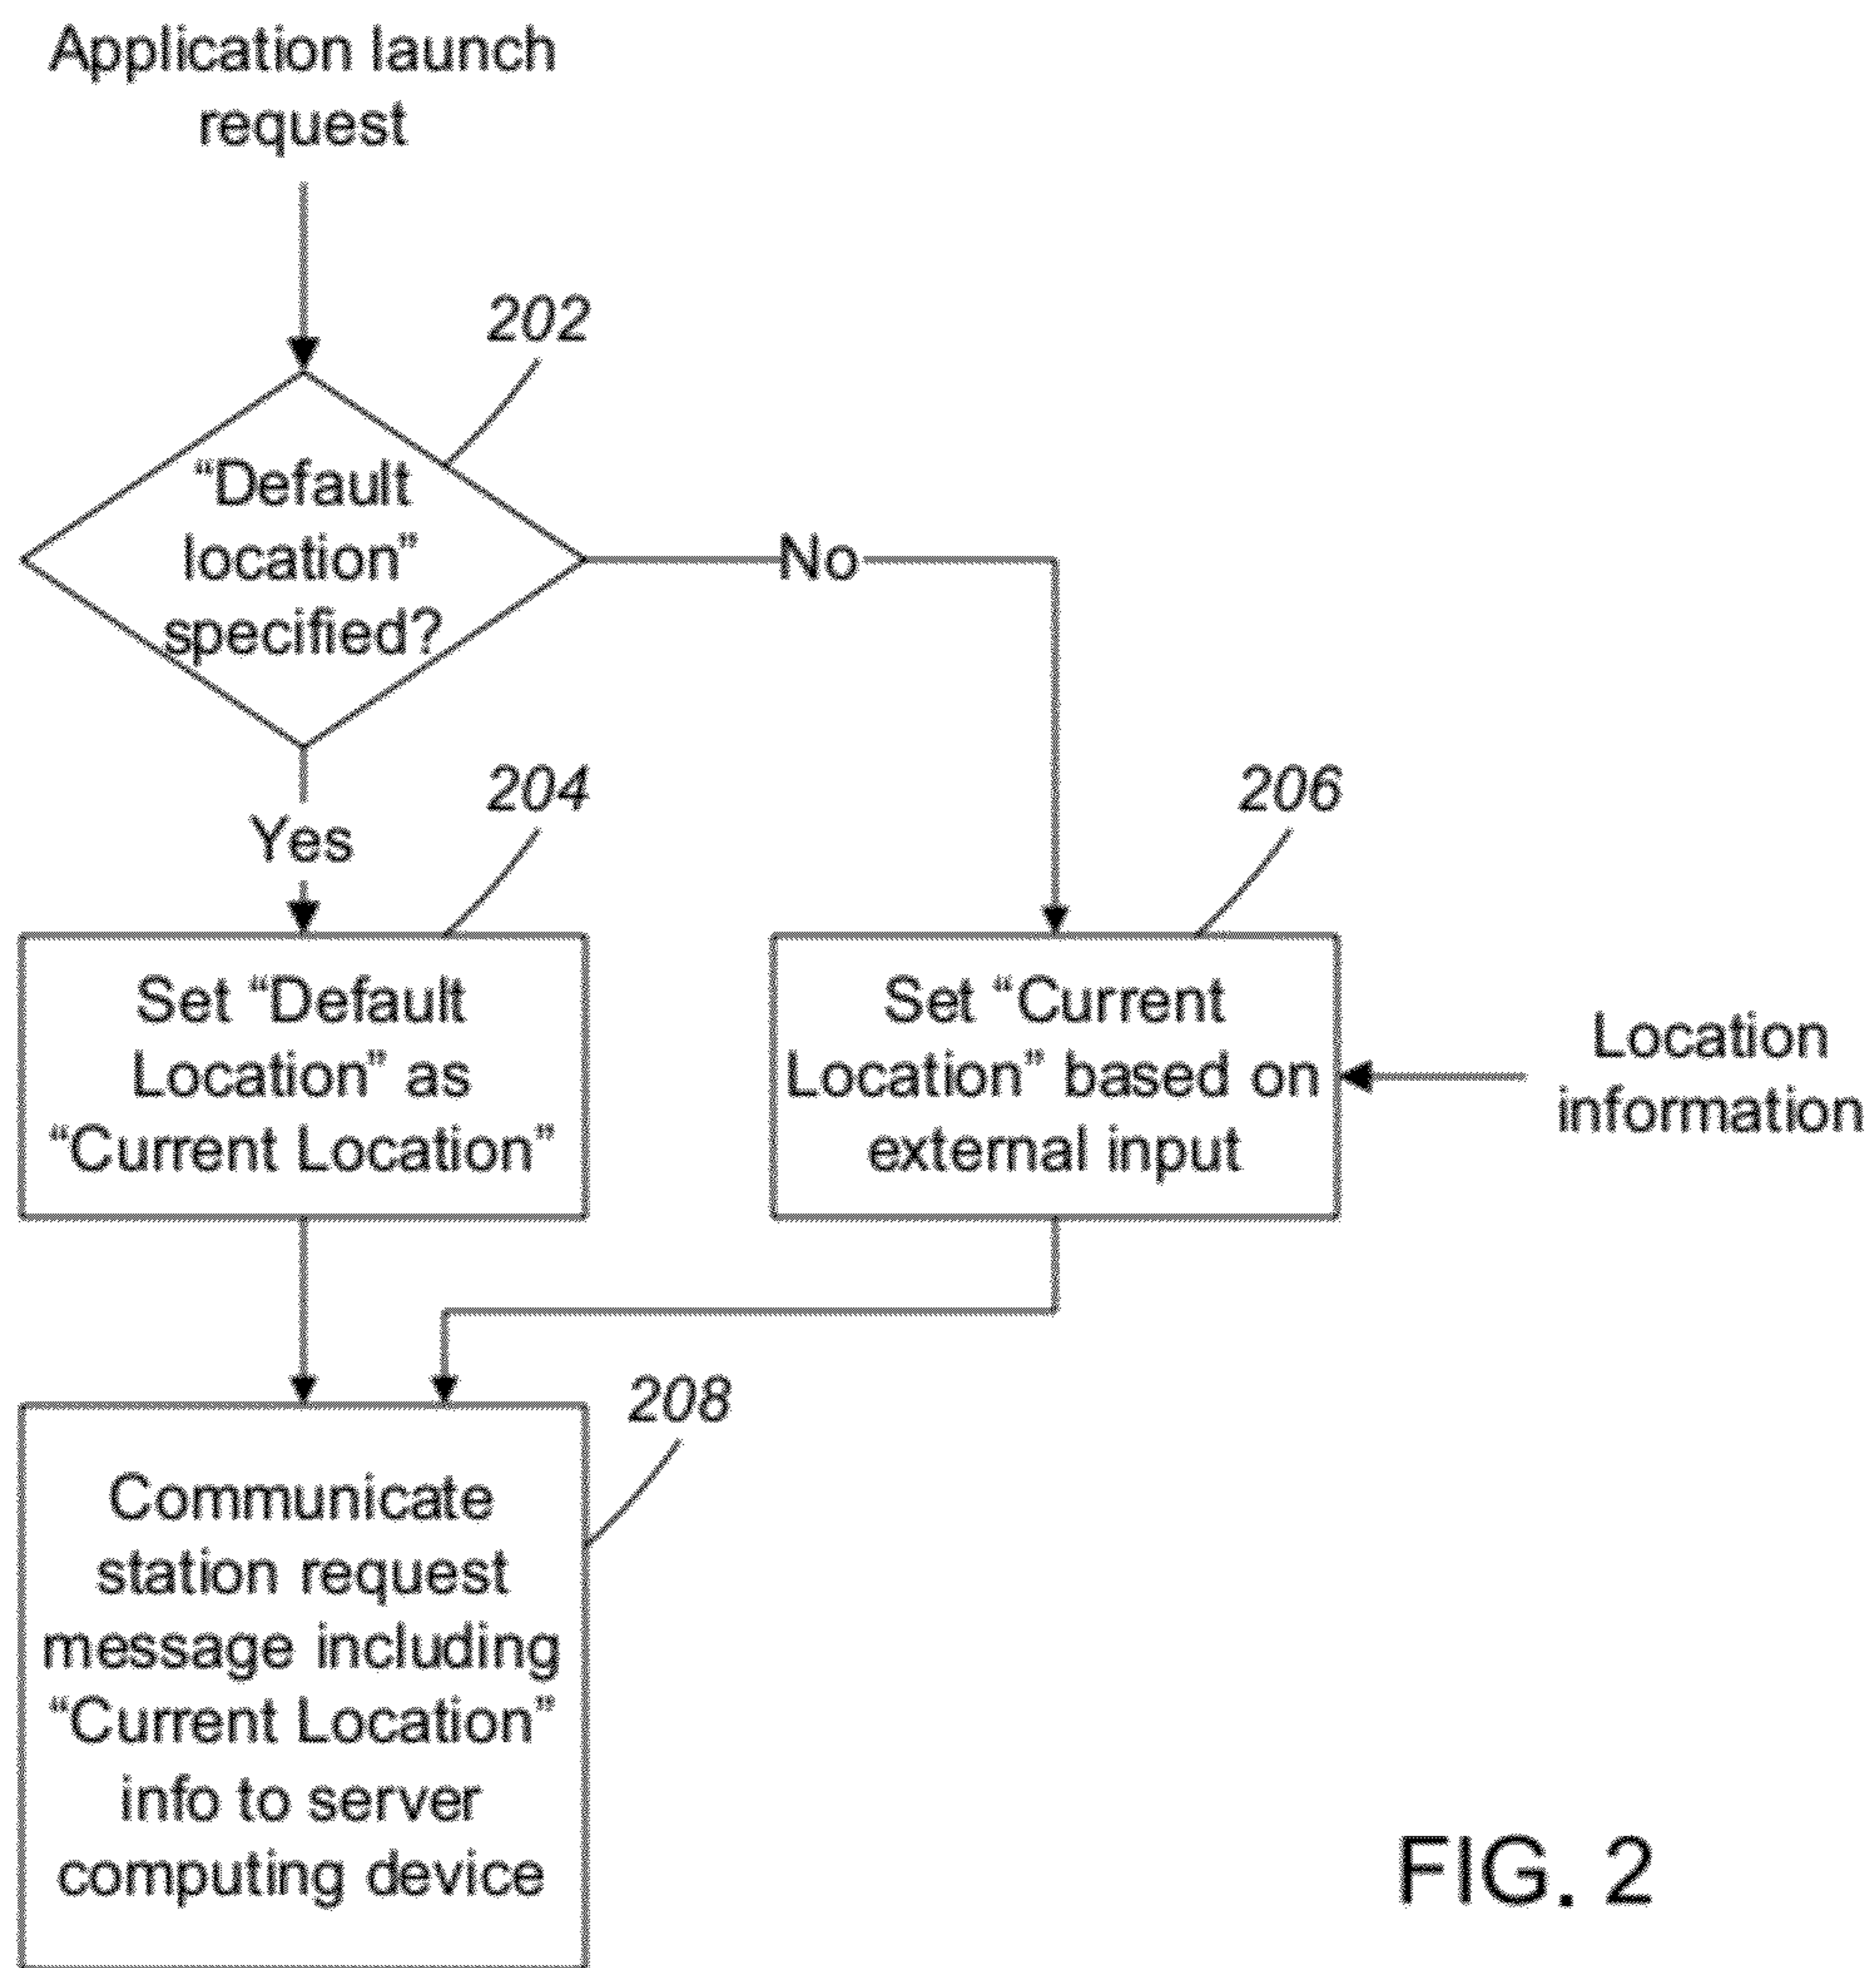 Application launch
request
202
“Default
location”
specified?
No
Yes
204
206
Set “Default
Location” as
“Current Location”
Set “Current
Location” based on
external input
Location
information
208
Communicate
station request
message including
“Current Location”
info to server
computing device
FIG. 2